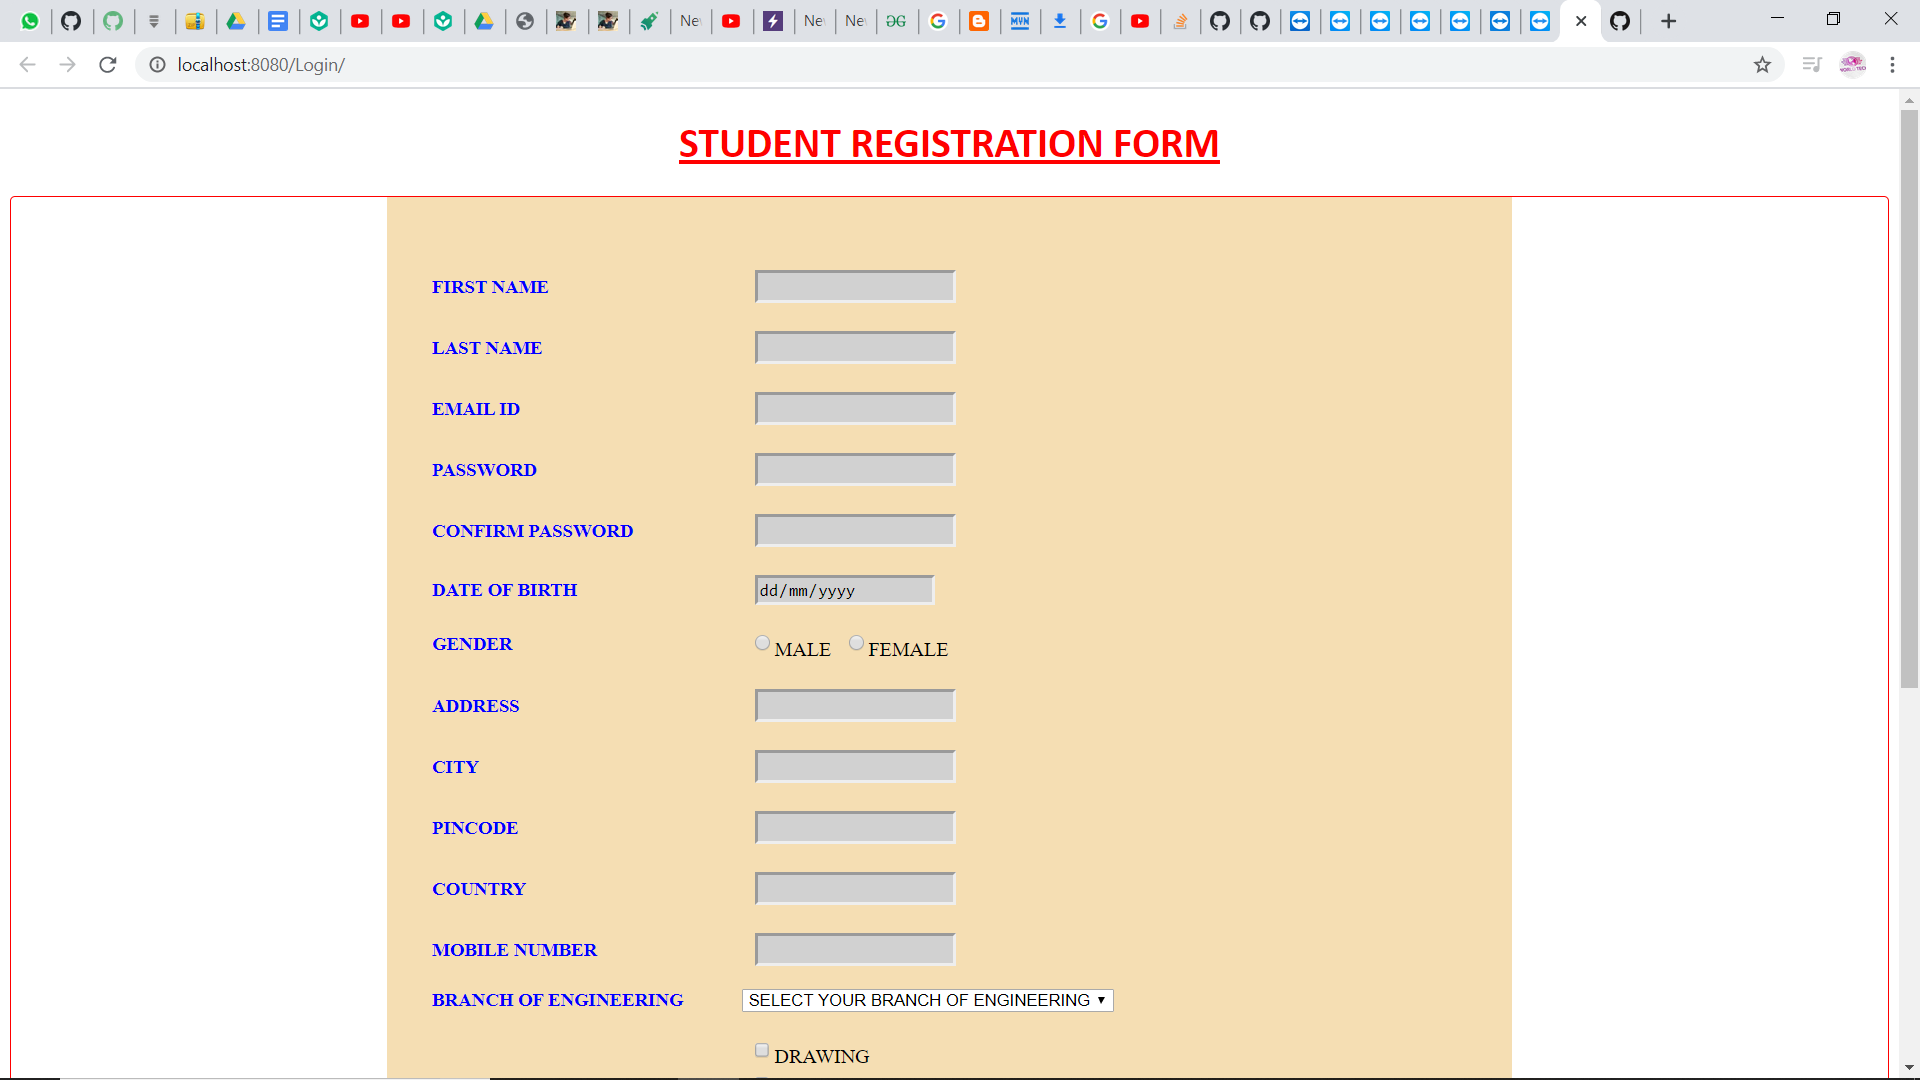 Ne
Ne
Ne
MVN
localhost:8080/Login/
STUDENT REGISTRATION FORM
FIRST NAME
LAST NAME
EMAIL ID
PASSWORD
CONFIRM PASSWORD
DATE OF BIRTH dd/mm/yyyy
GENDER MALE FEMALE
ADDRESS
CITY
PINCODE
COUNTRY
MOBILE NUMBER
BRANCH OF ENGINEERING SELECT YOUR BRANCH OF ENGINEERING
DRAWING